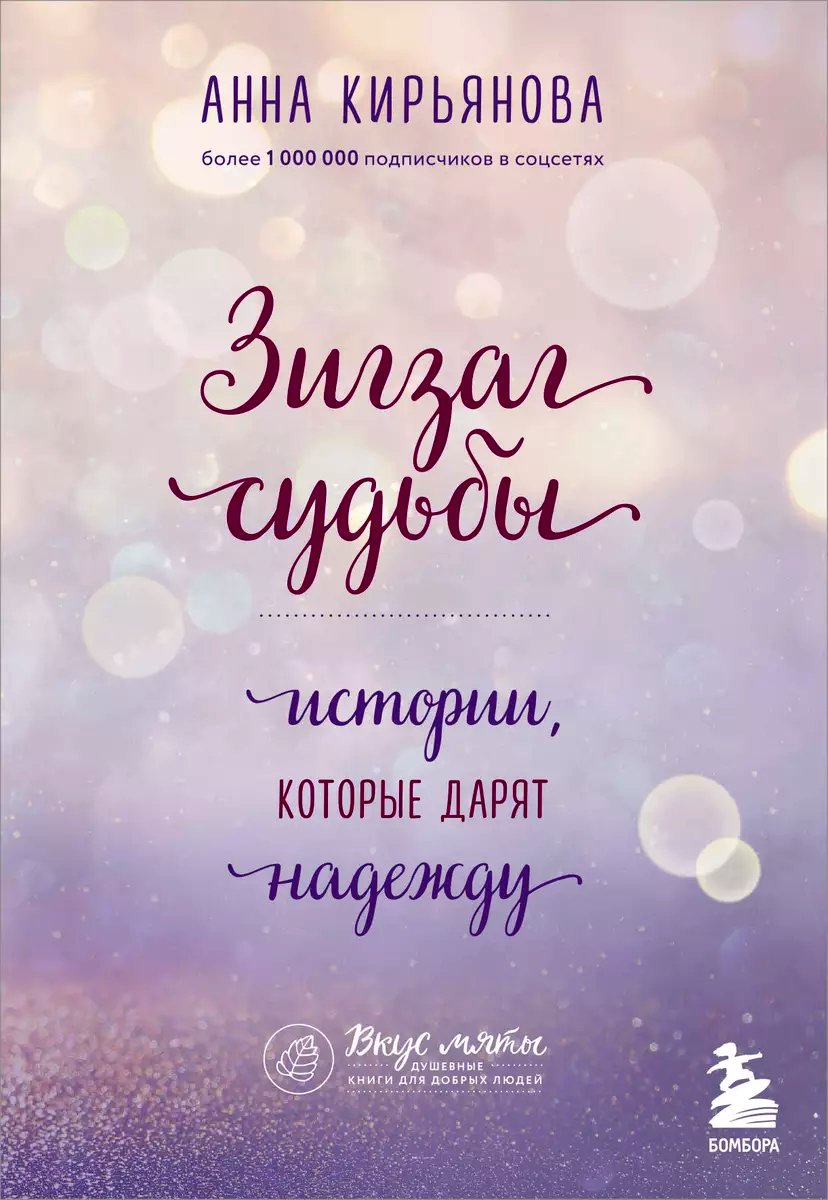 АННА КИРЬЯНОВА
более 1 000 000 подписчиков в соцсетях
Зигзаг
судьбы
истории,
КОТОРЫЕ ДАРЯТ
надежду
Вкус мяты
ДУШЕВНЫЕ
КНИГИ ДЛЯ ДОБРЫХ ЛЮДЕЙ
БОМБОРА